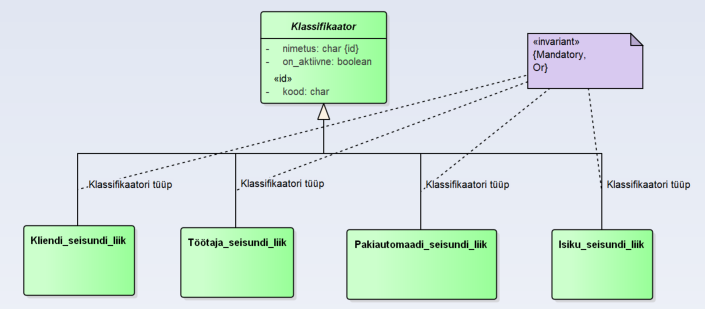 Klassifikaator
- nimetus: char {id}
- on_aktiivne: boolean
«id»
- kood: char
«invariant»
{Mandatory,
Or}
Klassifikaatori tüüp
Klassifikaatori tüüp
Klassifikaatori tüüp
Klassifikaatori tüüp
Kliendi_seisundi_liik
Töötaja_seisundi_liik
Pakiautomaadi_seisundi_liik
Isiku_seisundi_liik